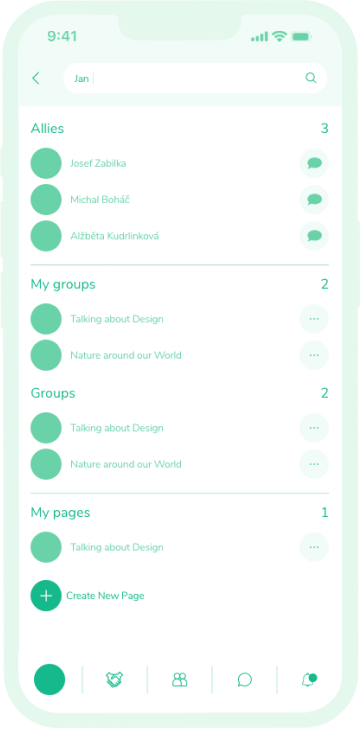 9:41
Jan
Allies 3
Josef Zabilka
Michal Boháč
Alžběta Kudrlinková
My groups 2
Talking about Design
Nature around our World
Groups 2
Talking about Design
Nature around our World
My pages 1
Talking about Design
Create New Page